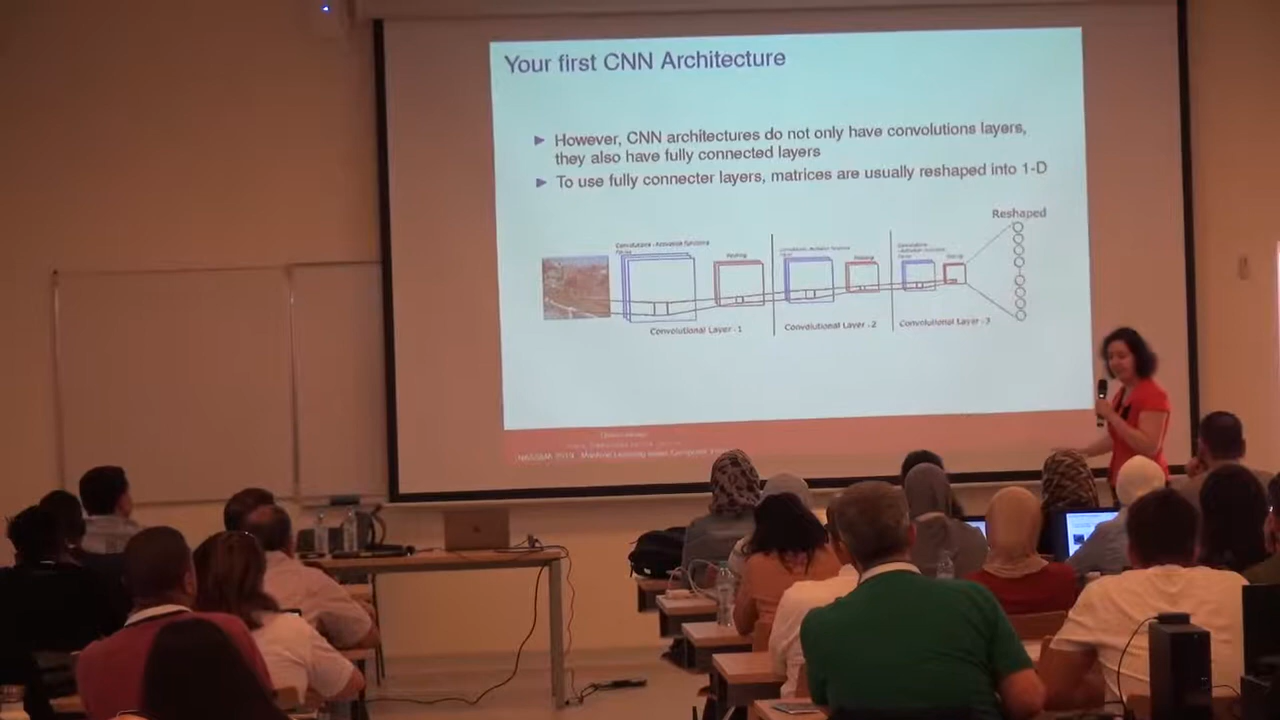 Your first CNN Architecture
► However, CNN architectures do not only have convolutions layers,
they also have fully connected layers
► To use fully connecter layers, matrices are usually reshaped into 1-D
Reshaped
Pooling
Pooling
Convolutional Layer -1
Convolutional Layer -2
Convolutional Layer -3